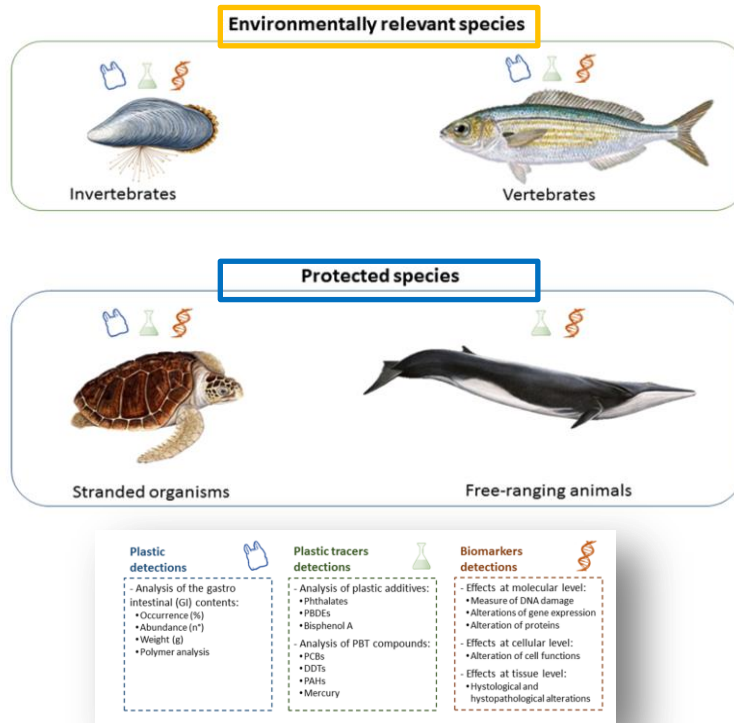 Environmentally relevant species
Invertebrates
Vertebrates
Protected species
Stranded organisms
Free-ranging animals
Plastic
detections
- Analysis of the gastro
intestinal (GI) contents:
•Occurrence (%)
•Abundance (n°)
•Weight (g)
•Polymer analysis
Plastic tracers
detections
- Analysis of plastic additives:
•Phthalates
•PBDEs
•Bisphenol A
- Analysis of PBT compounds:
•PCBs
•DDTs
•PAHs
•Mercury
Biomarkers
detections
- Effects at molecular level:
•Measure of DNA damage
•Alterations of gene expression
•Alteration of proteins
- Effects at cellular level:
•Alteration of cell functions
- Effects at tissue level:
•Hystological and
hystopathological alterations